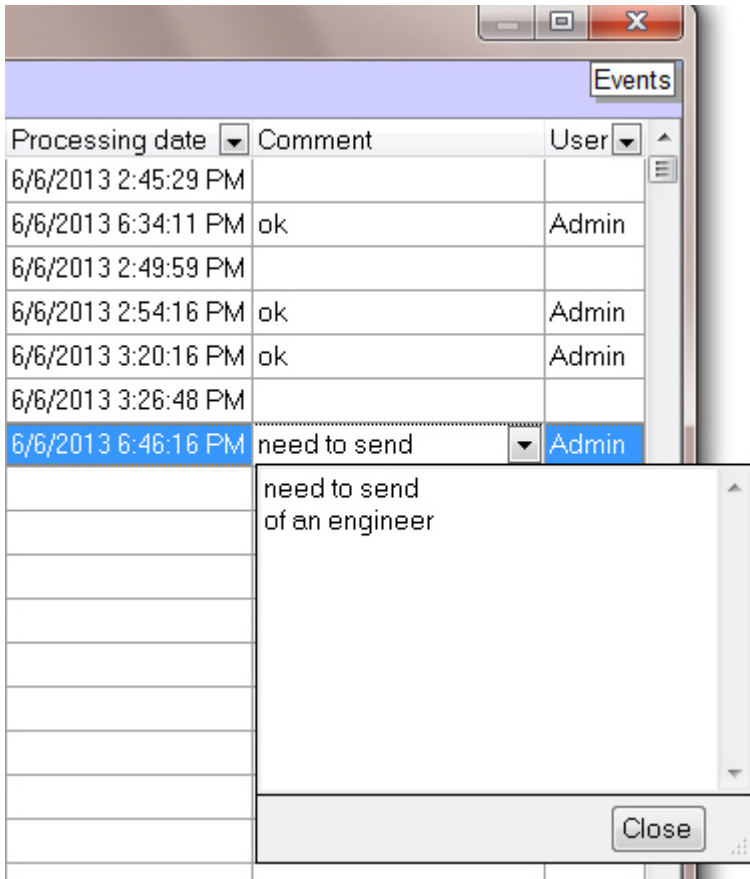 Events
Processing date Comment User
6/6/2013 2:45:29 PM
6/6/2013 6:34:11 PM ok Admin
6/6/2013 2:49:59 PM
6/6/2013 2:54:16 PM ok Admin
6/6/2013 3:20:16 PM ok Admin
6/6/2013 3:26:48 PM
6/6/2013 6:46:16 PM need to send Admin
need to send
of an engineer
Close